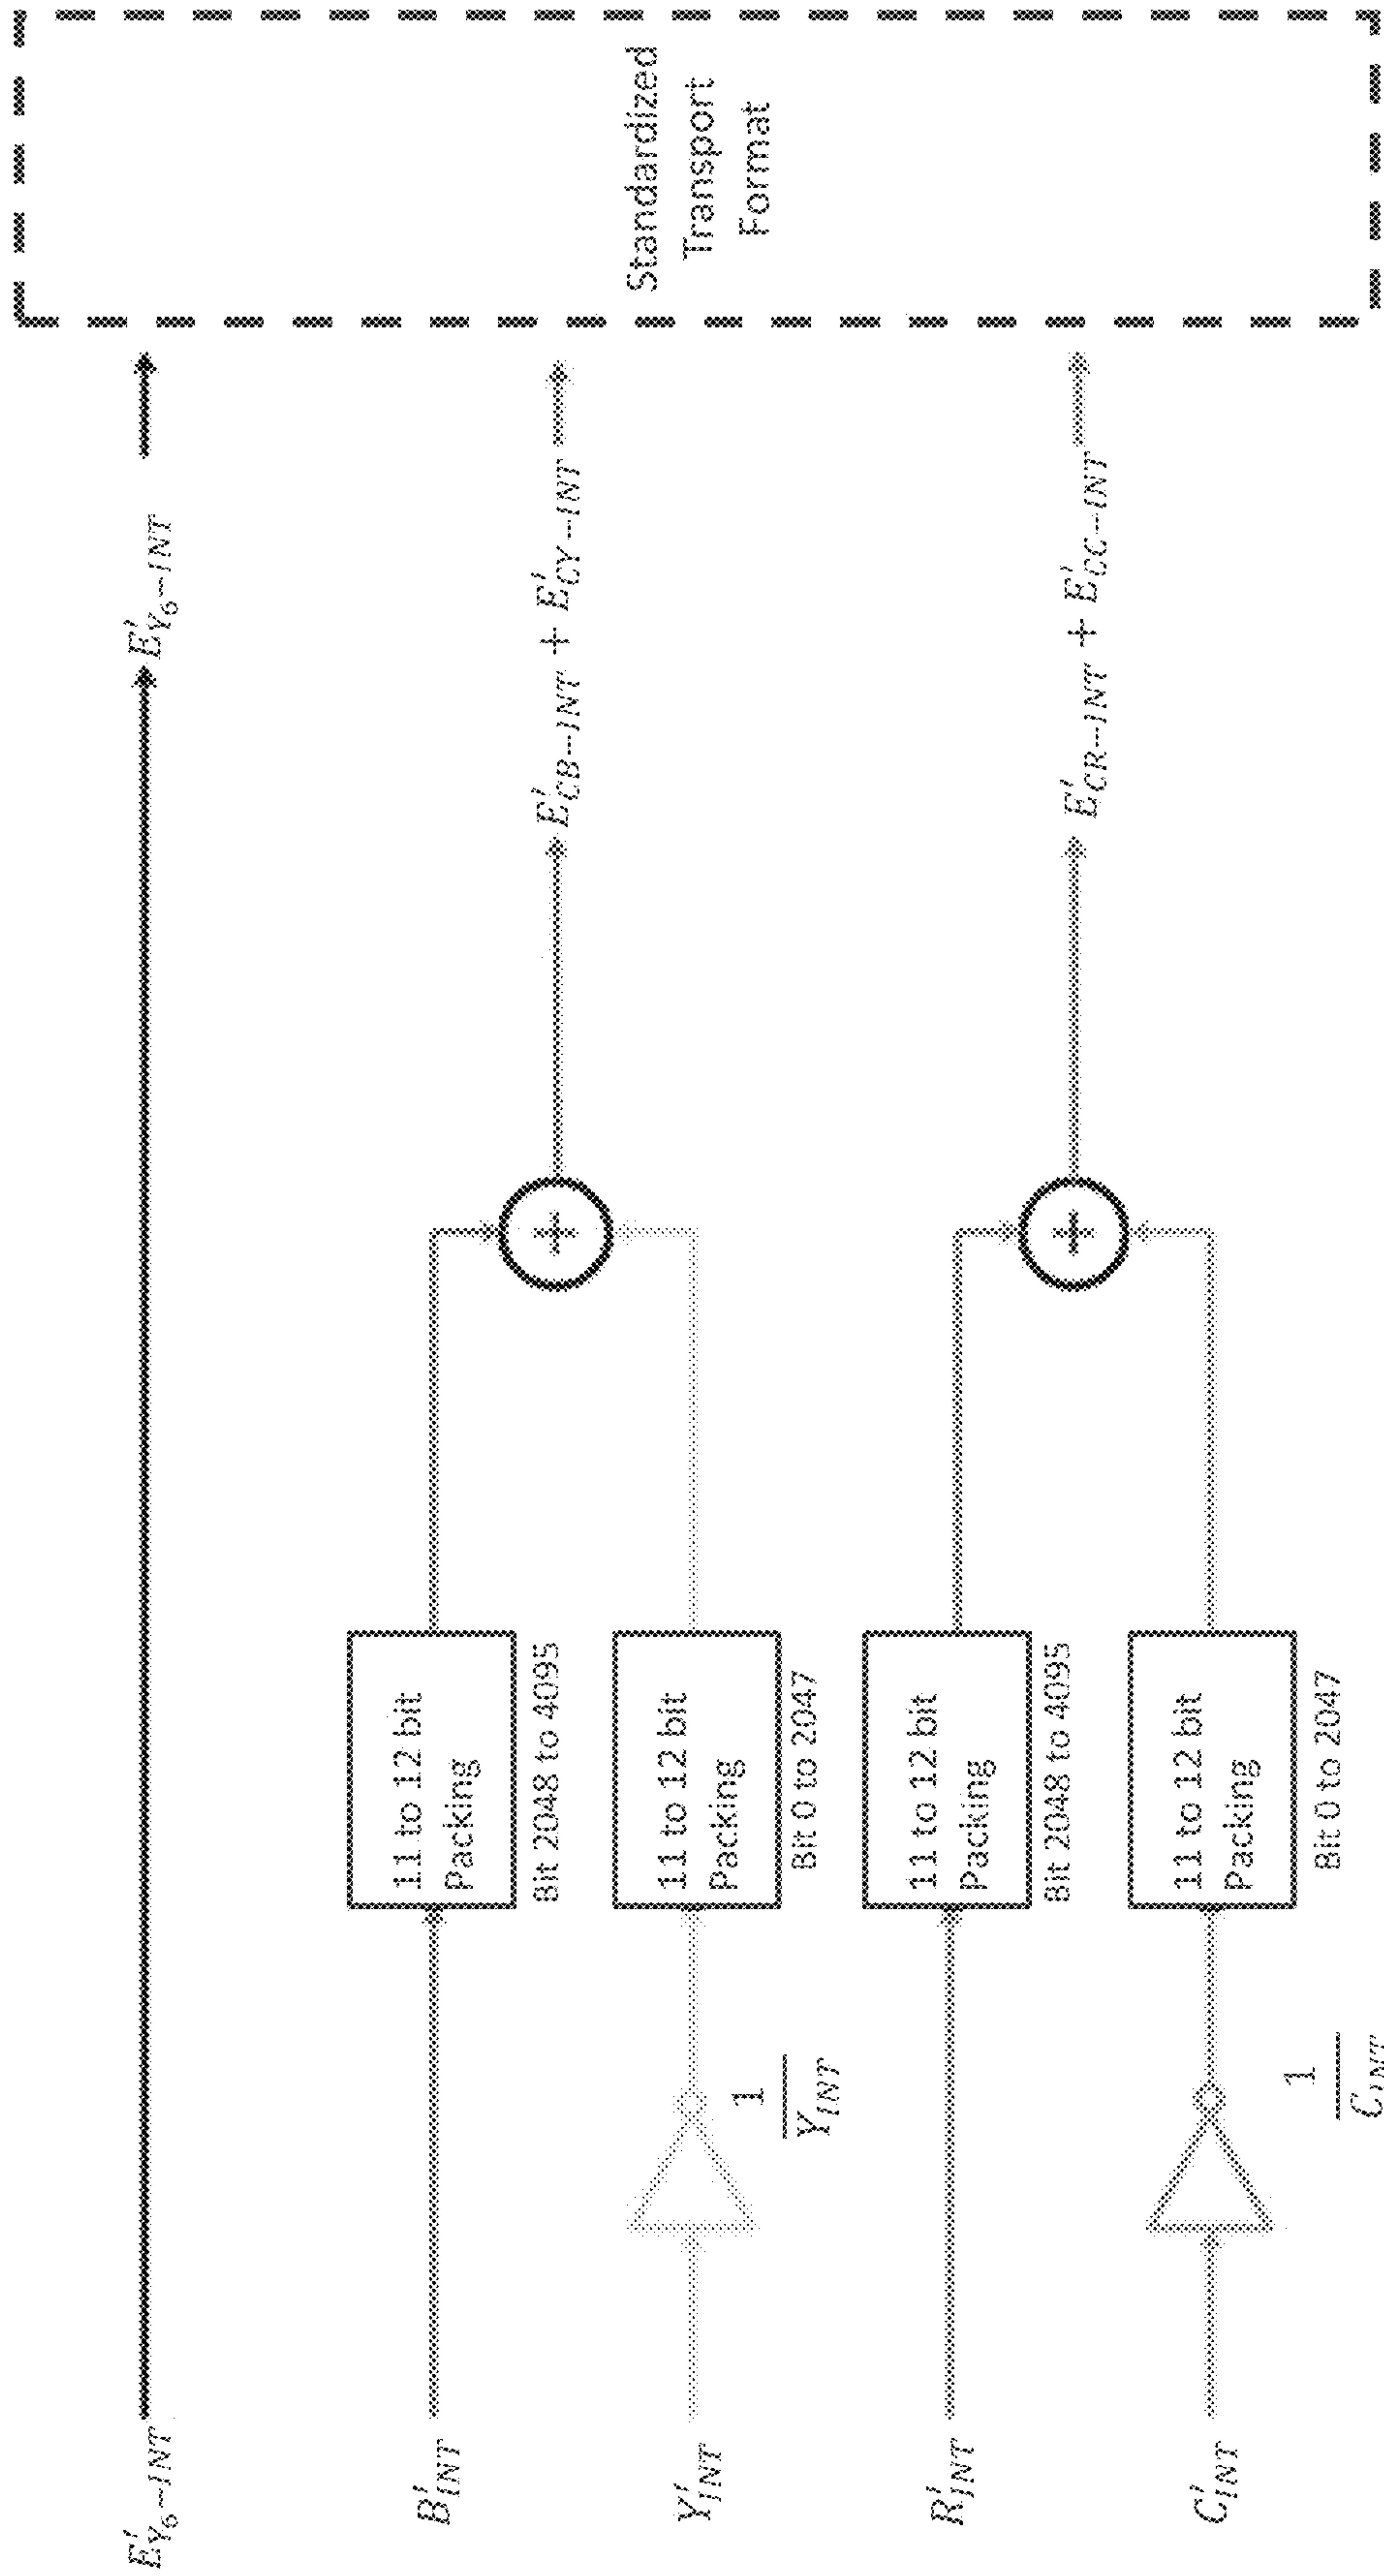 E'Y₆−INT
E'Y₆−INT
B'INT
11 to 12 bit
Packing
Bit 2048 to 4095
E'CB−INT + E'CY−INT
Y'INT
1
YINT
11 to 12 bit
Packing
Bit 0 to 2047
R'INT
11 to 12 bit
Packing
Bit 2048 to 4095
E'CR−INT + E'CC−INT
C'INT
1
CINT
11 to 12 bit
Packing
Bit 0 to 2047
+
+
Standardized
Transport
Format